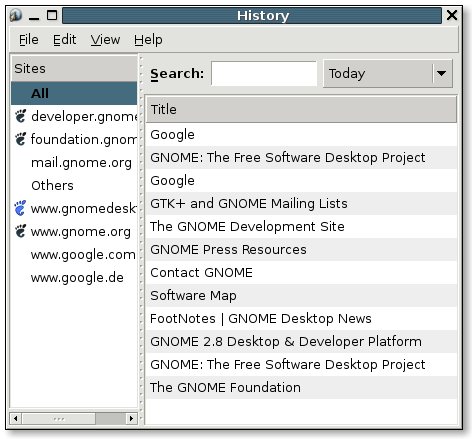 History
File Edit View Help
Sites
All
developer.gnome
foundation.gnom
mail.gnome.org
Others
www.gnomedesk
www.gnome.org
www.google.com
www.google.de
Search:
Today
Title
Google
GNOME: The Free Software Desktop Project
Google
GTK+ and GNOME Mailing Lists
The GNOME Development Site
GNOME Press Resources
Contact GNOME
Software Map
FootNotes | GNOME Desktop News
GNOME 2.8 Desktop & Developer Platform
GNOME: The Free Software Desktop Project
The GNOME Foundation